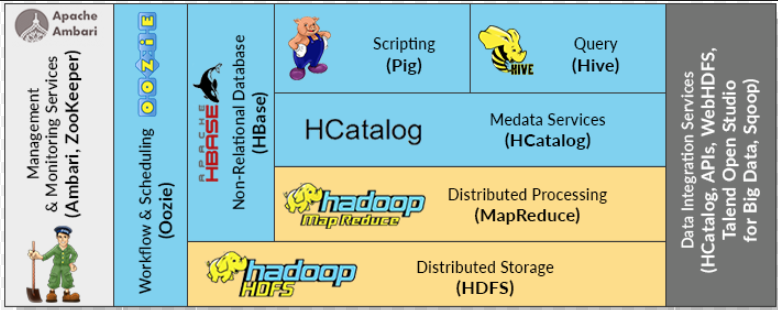 Apache
Ambari
Management
& Monitoring Services
(Ambari, ZooKeeper)
OOZIE
Workflow & Scheduling
(Oozie)
APACHE
HBASE
Non-Relational Database
(HBase)
Scripting
(Pig)
HIVE
Query
(Hive)
HCatalog
Medata Services
(HCatalog)
hadoop
Map Reduce
Distributed Processing
(MapReduce)
hadoop
HDFS
Distributed Storage
(HDFS)
Data Integration Services
(HCatalog, APIs, WebHDFS,
Talend Open Studio
for Big Data, Sqoop)